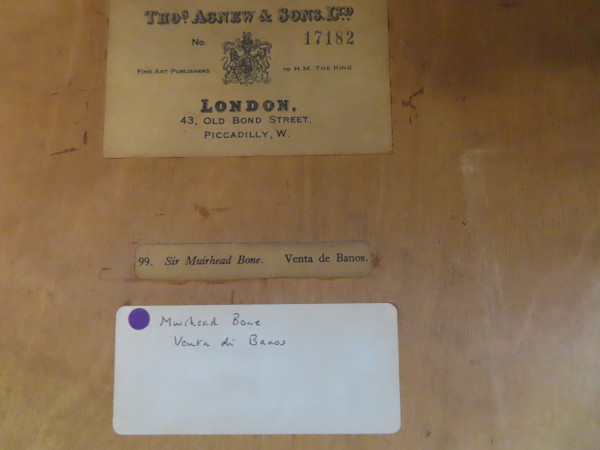 Thos. Agnew & Sons, Ltd
No. 17182
Fine Art Publishers to H.M. The King
London,
43, Old Bond Street,
Piccadilly, W.
99. Sir Muirhead Bone. Venta de Banos.
Muirhead Bone
Venta di Banos